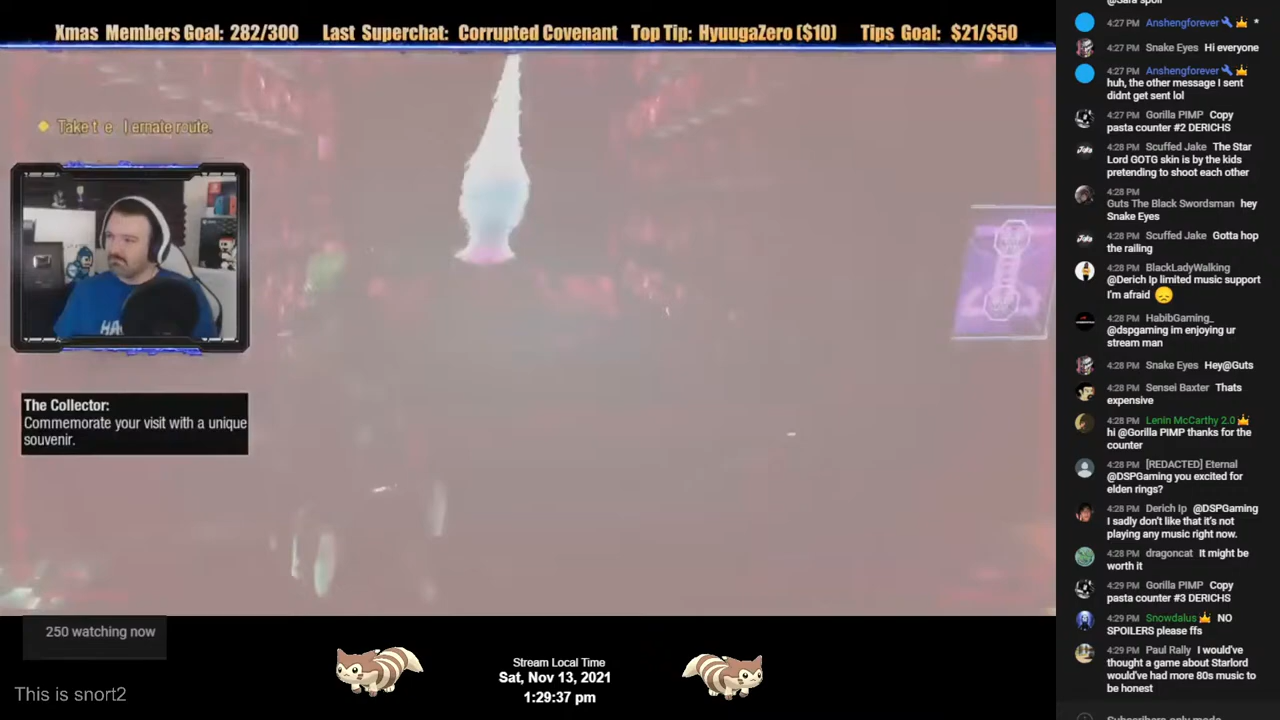 Xmas Members Goal: 282/300 Last Superchat: Corrupted Covenant Top Tip: HyuugaZero ($10) Tips Goal: $21/$50
Take t e l ernate route.
The Collector:
Commemorate your visit with a unique
souvenir.
250 watching now
This is snort2
Stream Local Time
Sat, Nov 13, 2021
1:29:37 pm
4:27 PM Anshengforever *
4:27 PM Snake Eyes Hi everyone
4:27 PM Anshengforever
huh, the other message I sent
didnt get sent lol
4:27 PM Gorilla PIMP Copy
pasta counter #2 DERICHS
4:28 PM Scuffed Jake The Star
Lord GOTG skin is by the kids
pretending to shoot each other
4:28 PM
Guts The Black Swordsman hey
Snake Eyes
4:28 PM Scuffed Jake Gotta hop
the railing
4:28 PM BlackLadyWalking
@Derich Ip limited music support
I'm afraid
4:28 PM HabibGaming_
@dspgaming im enjoying ur
stream man
4:28 PM Snake Eyes Hey@Guts
4:28 PM Sensei Baxter Thats
expensive
4:28 PM Lenin McCarthy 2.0
hi @Gorilla PIMP thanks for the
counter
4:28 PM [REDACTED] Eternal
@DSPGaming you excited for
elden rings?
4:28 PM Derich Ip @DSPGaming
I sadly don't like that it's not
playing any music right now.
4:28 PM dragoncat It might be
worth it
4:29 PM Gorilla PIMP Copy
pasta counter #3 DERICHS
4:29 PM Snowdalus NO
SPOILERS please ffs
4:29 PM Paul Rally I would've
thought a game about Starlord
would've had more 80s music to
be honest